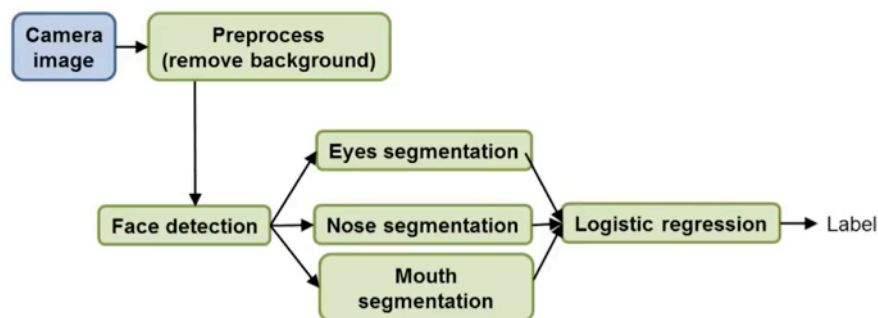 Camera
image
Preprocess
(remove background)
Eyes segmentation
Face detection
Nose segmentation
Logistic regression
Label
Mouth
segmentation